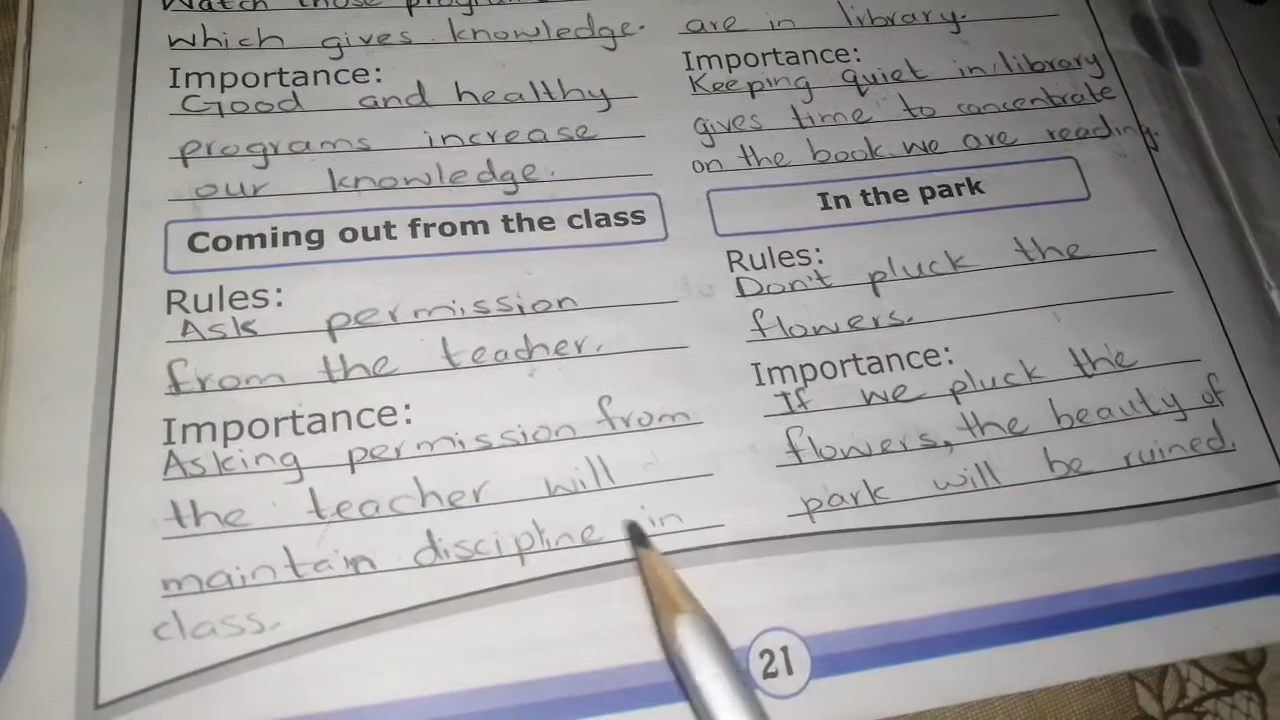 Watch those
which gives knowledge.
Importance:
Good and healthy
programs increase
our knowledge.
are in library.
Importance:
Keeping quiet in library
gives time to concentrate
on the book we are reading.
Coming out from the class
Rules:
Ask permission
from the teacher.
Importance:
Asking permission from
the teacher will
maintain discipline in
class.
In the park
Rules:
Don't pluck the
flowers.
Importance:
If we pluck the
flowers, the beauty of
park will be ruined.
21